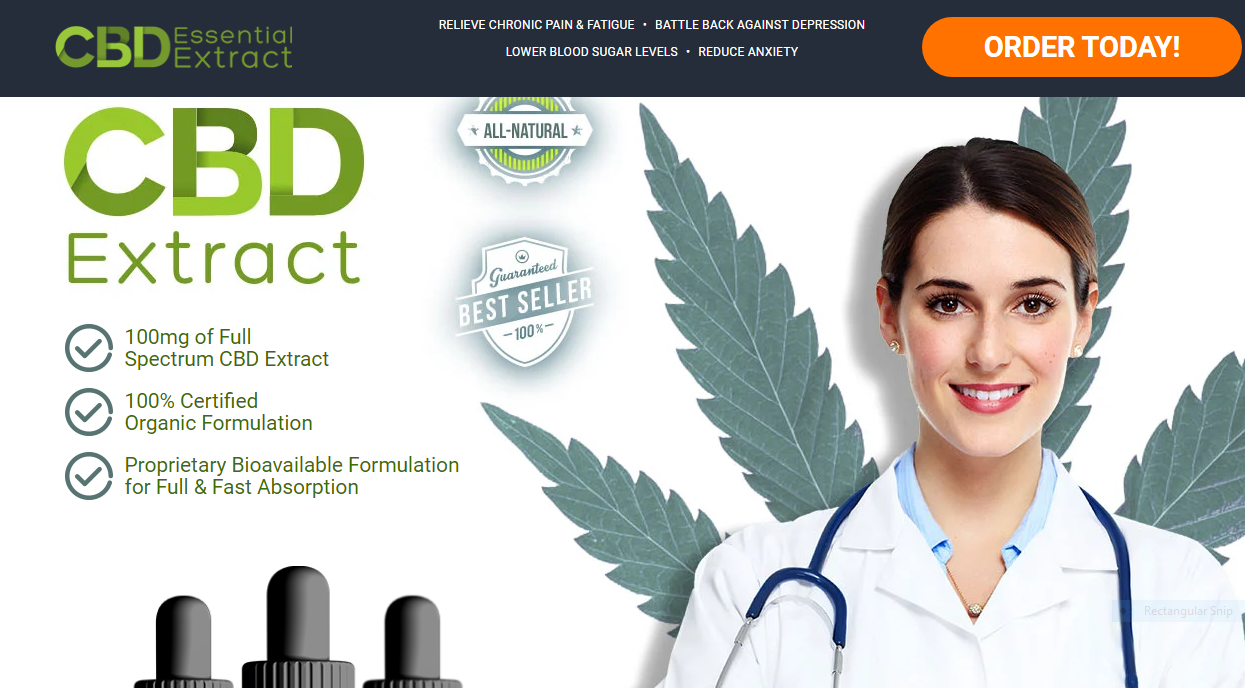 CBD Essential
Extract
RELIEVE CHRONIC PAIN & FATIGUE • BATTLE BACK AGAINST DEPRESSION
LOWER BLOOD SUGAR LEVELS • REDUCE ANXIETY
ORDER TODAY!
CBD
Extract
ALL-NATURAL
Guaranteed
BEST SELLER
100%
100mg of Full
Spectrum CBD Extract
100% Certified
Organic Formulation
Proprietary Bioavailable Formulation
for Full & Fast Absorption
Rectangular Snip